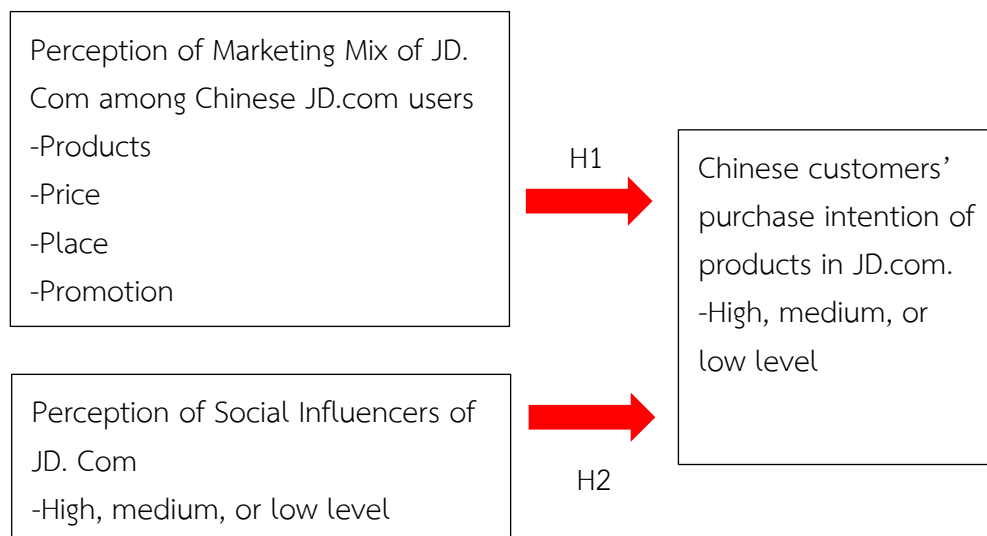 Perception of Marketing Mix of JD.
Com among Chinese JD.com users
-Products
-Price
-Place
-Promotion
H1
Chinese customers’
purchase intention of
products in JD.com.
-High, medium, or
low level
Perception of Social Influencers of
JD. Com
-High, medium, or low level
H2